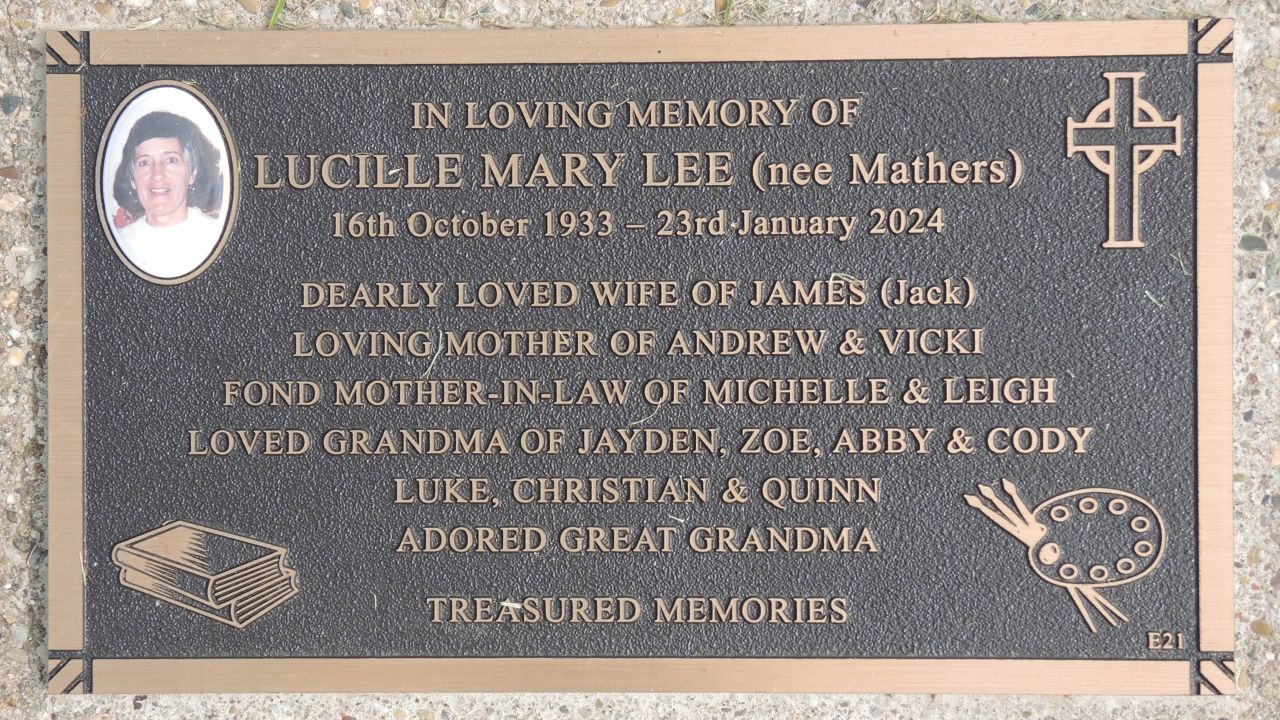 IN LOVING MEMORY OF
LUCILLE MARY LEE (nee Mathers)
16th October 1933 – 23rd January 2024
DEARLY LOVED WIFE OF JAMES (Jack)
LOVING MOTHER OF ANDREW & VICKI
FOND MOTHER-IN-LAW OF MICHELLE & LEIGH
LOVED GRANDMA OF JAYDEN, ZOE, ABBY & CODY
LUKE, CHRISTIAN & QUINN
ADORED GREAT GRANDMA
TREASURED MEMORIES
E21